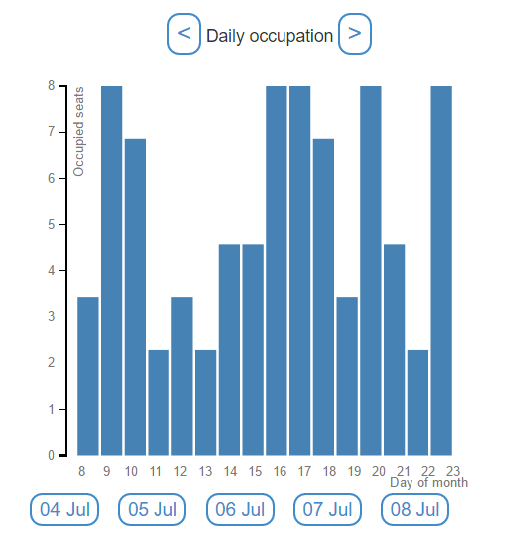 < Daily occupation >
Occupied seats
8
7
6
5
4
3
2
1
0
8 9 10 11 12 13 14 15 16 17 18 19 20 21 22 23
Day of month
04 Jul 05 Jul 06 Jul 07 Jul 08 Jul